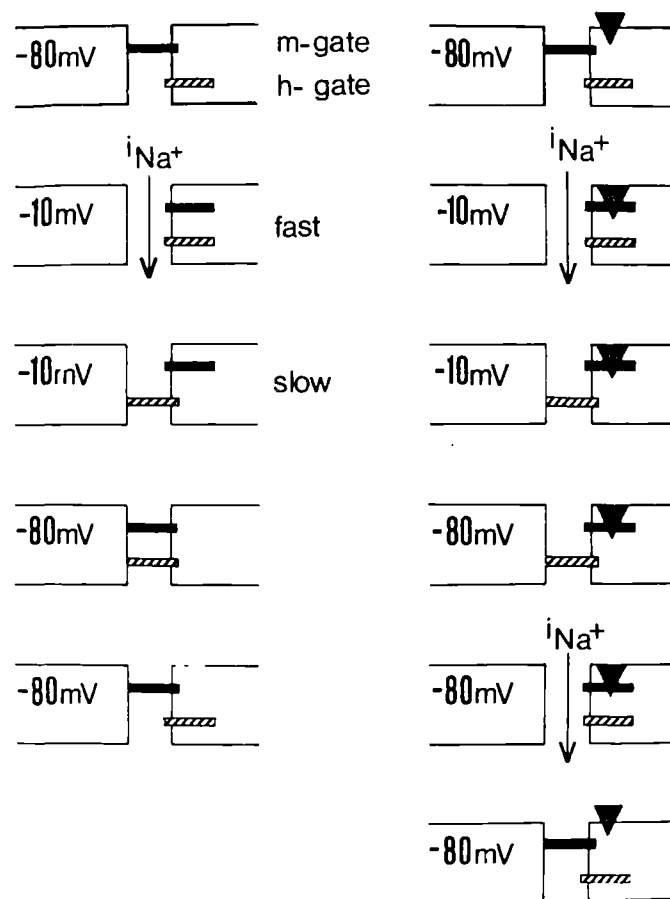 -80mV m-gate -80mV
h- gate
iNa+ iNa+
-10mV fast -10mV
-10rnV slow -10mV
-80mV -80mV
iNa+
-80mV -80mV
-80mV